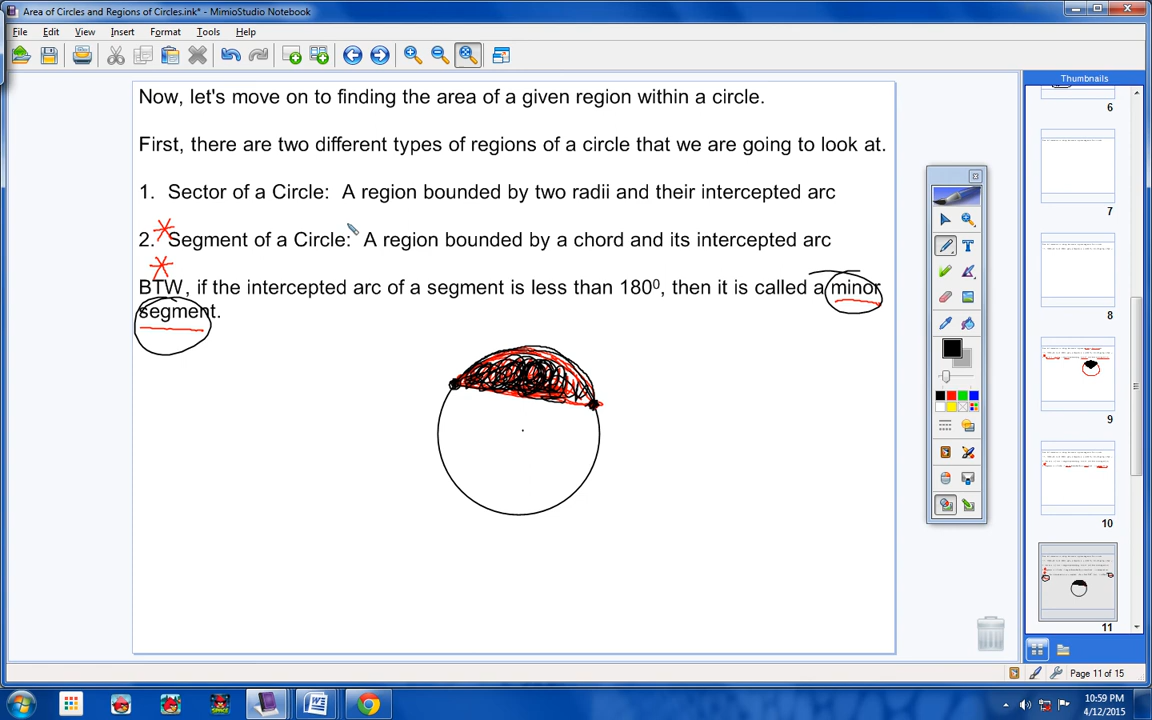 Area of Circles and Regions of Circles.ink* - MimioStudio Notebook
File Edit View Insert Format Tools Help
Now, let's move on to finding the area of a given region within a circle.
First, there are two different types of regions of a circle that we are going to look at.
1. Sector of a Circle: A region bounded by two radii and their intercepted arc
2. Segment of a Circle: A region bounded by a chord and its intercepted arc
BTW, if the intercepted arc of a segment is less than 180⁰, then it is called a minor
segment.
Thumbnails
6
7
8
9
10
11
Page 11 of 15
10:59 PM
4/12/2015